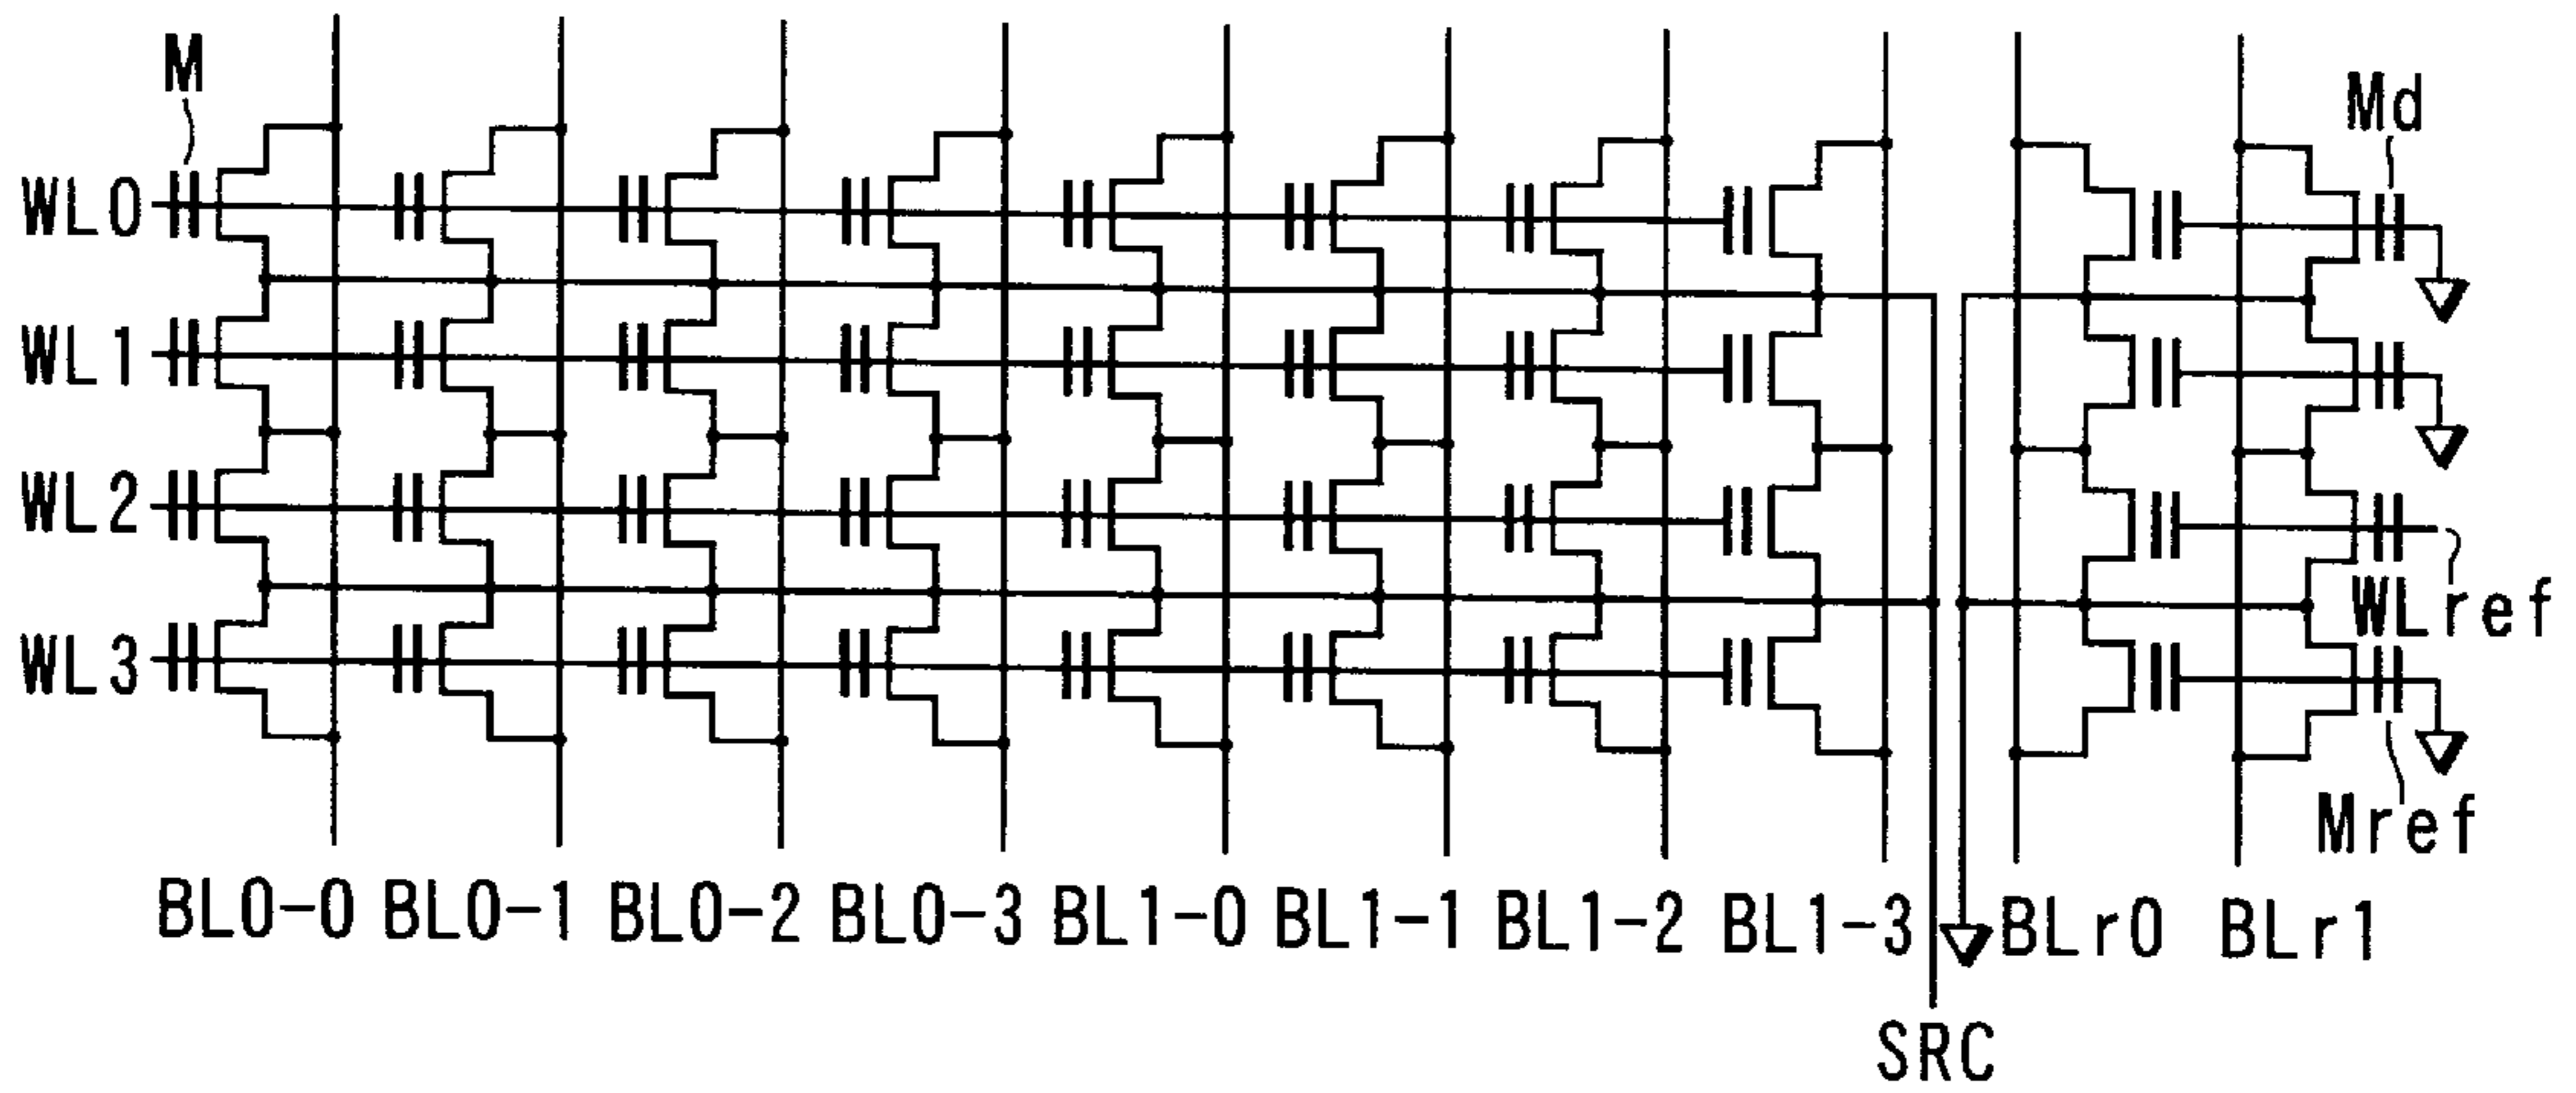 M
Md
WL0
WL1
WL2
WLref
WL3
Mref
BL0-0 BL0-1 BL0-2 BL0-3 BL1-0 BL1-1 BL1-2 BL1-3 BLr0 BLr1
SRC